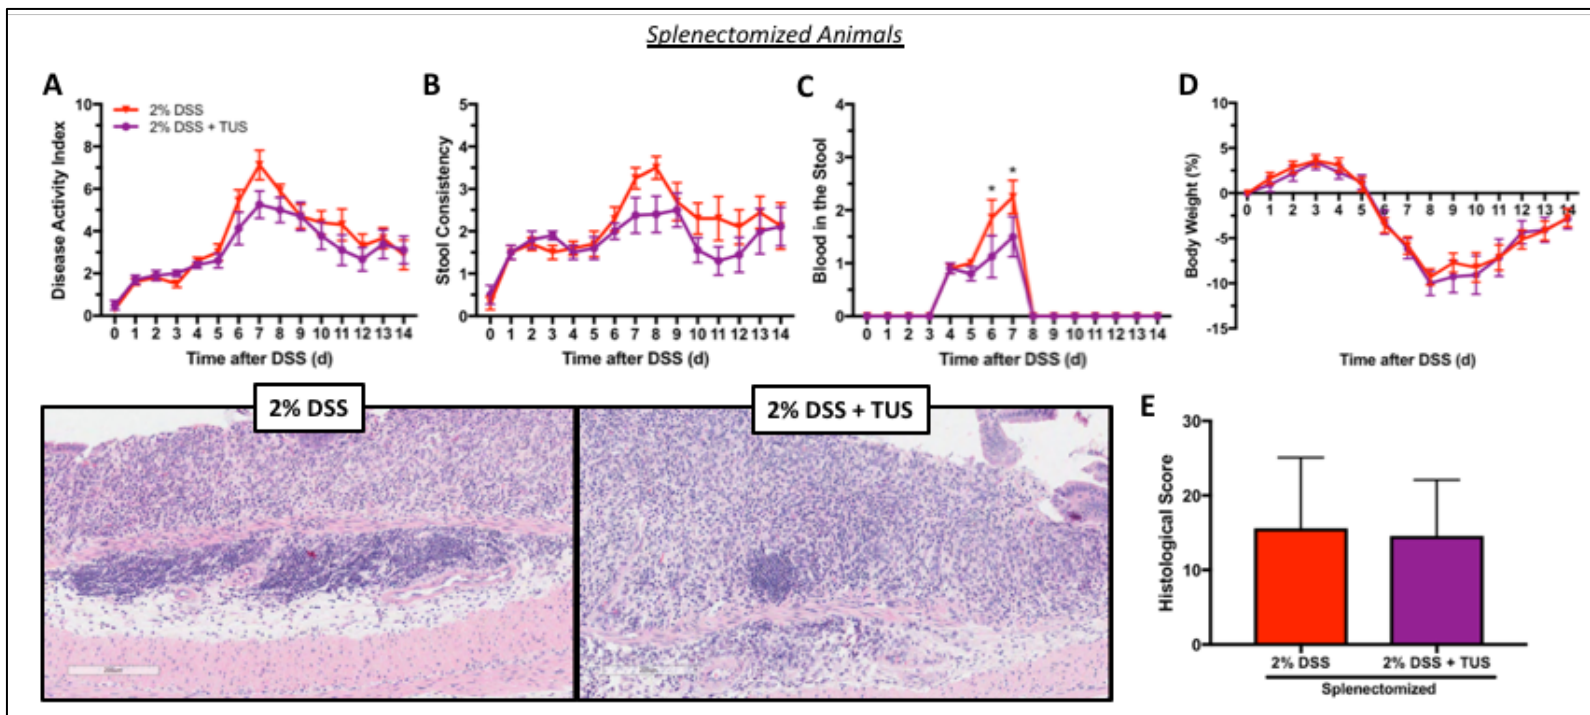 Splenectomized Animals
A
2% DSS
2% DSS + TUS
Disease Activity Index
10
8
6
4
2
0
0 1 2 3 4 5 6 7 8 9 10 11 12 13 14
Time after DSS (d)
B
Stool Consistency
5
4
3
2
1
0
0 1 2 3 4 5 6 7 8 9 10 11 12 13 14
Time after DSS (d)
C
Blood in the Stool
4
3
2
1
0
* *
0 1 2 3 4 5 6 7 8 9 10 11 12 13 14
Time after DSS (d)
D
Body Weight (%)
10
5
0
-5
-10
-15
0 1 2 3 4 5 6 7 8 9 10 11 12 13 14
Time after DSS (d)
2% DSS
2% DSS + TUS
E
Histological Score
30
20
10
0
2% DSS 2% DSS + TUS
Splenectomized